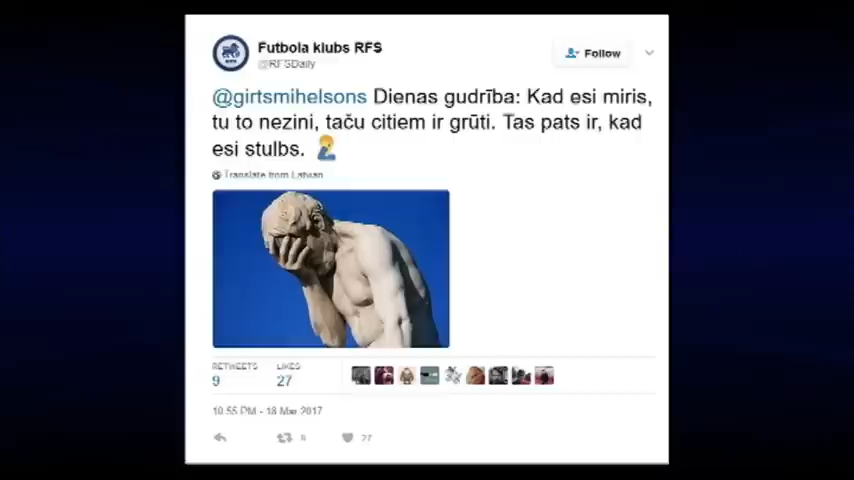 Futbola klubs RFS
@RFSDaily
Follow
@girtsmihelsons Dienas gudrība: Kad esi miris,
tu to nezini, taču citiem ir grūti. Tas pats ir, kad
esi stulbs.
Translate from Latvian
RETWEETS LIKES
9 27
10:55 PM - 18 Mar 2017
27